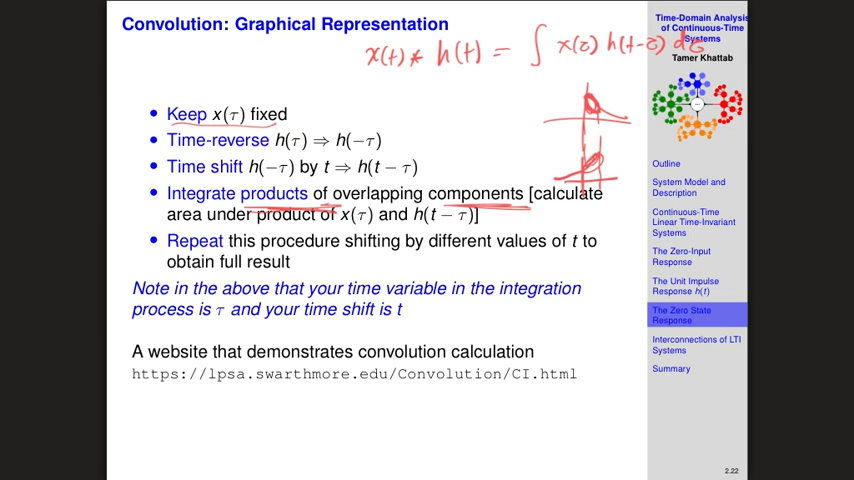 Convolution: Graphical Representation
x(t) * h(t) = ∫ x(τ) h(t-τ) dτ
• Keep x(τ) fixed
• Time-reverse h(τ) ⇒ h(−τ)
• Time shift h(−τ) by t ⇒ h(t − τ)
• Integrate products of overlapping components [calculate
area under product of x(τ) and h(t − τ)]
• Repeat this procedure shifting by different values of t to
obtain full result
Note in the above that your time variable in the integration
process is τ and your time shift is t
A website that demonstrates convolution calculation
https://lpsa.swarthmore.edu/Convolution/CI.html
Time-Domain Analysis
of Continuous-Time
Systems
Tamer Khattab
Outline
System Model and
Description
Continuous-Time
Linear Time-Invariant
Systems
The Zero-Input
Response
The Unit Impulse
Response h(t)
The Zero State
Response
Interconnections of LTI
Systems
Summary
2.22